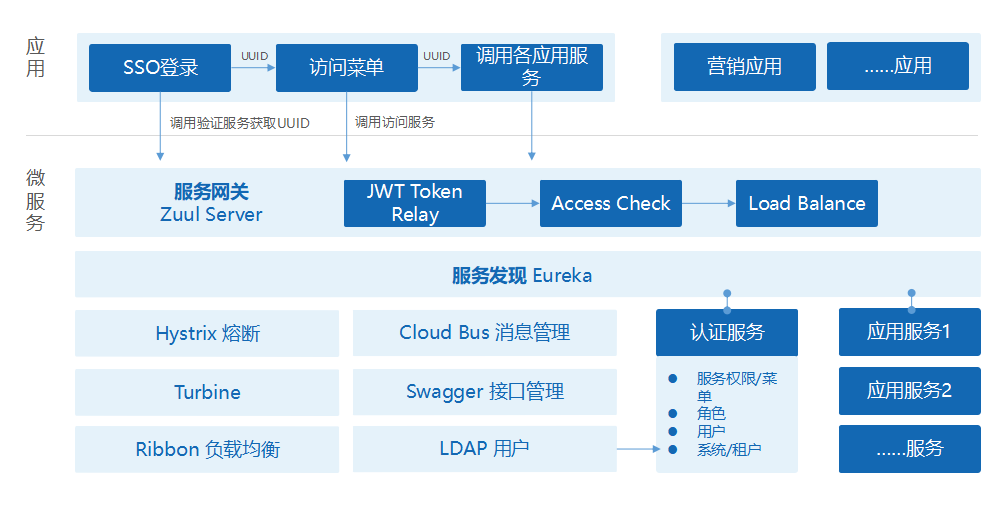 应用
SSO登录
UUID
访问菜单
UUID
调用各应用服
务
营销应用
……应用
调用验证服务获取UUID
调用访问服务
微服务
服务网关
Zuul Server
JWT Token
Relay
Access Check
Load Balance
服务发现 Eureka
Hystrix 熔断
Cloud Bus 消息管理
认证服务
应用服务1
Turbine
Swagger 接口管理
服务权限/菜
单
角色
用户
系统/租户
应用服务2
Ribbon 负载均衡
LDAP 用户
……服务